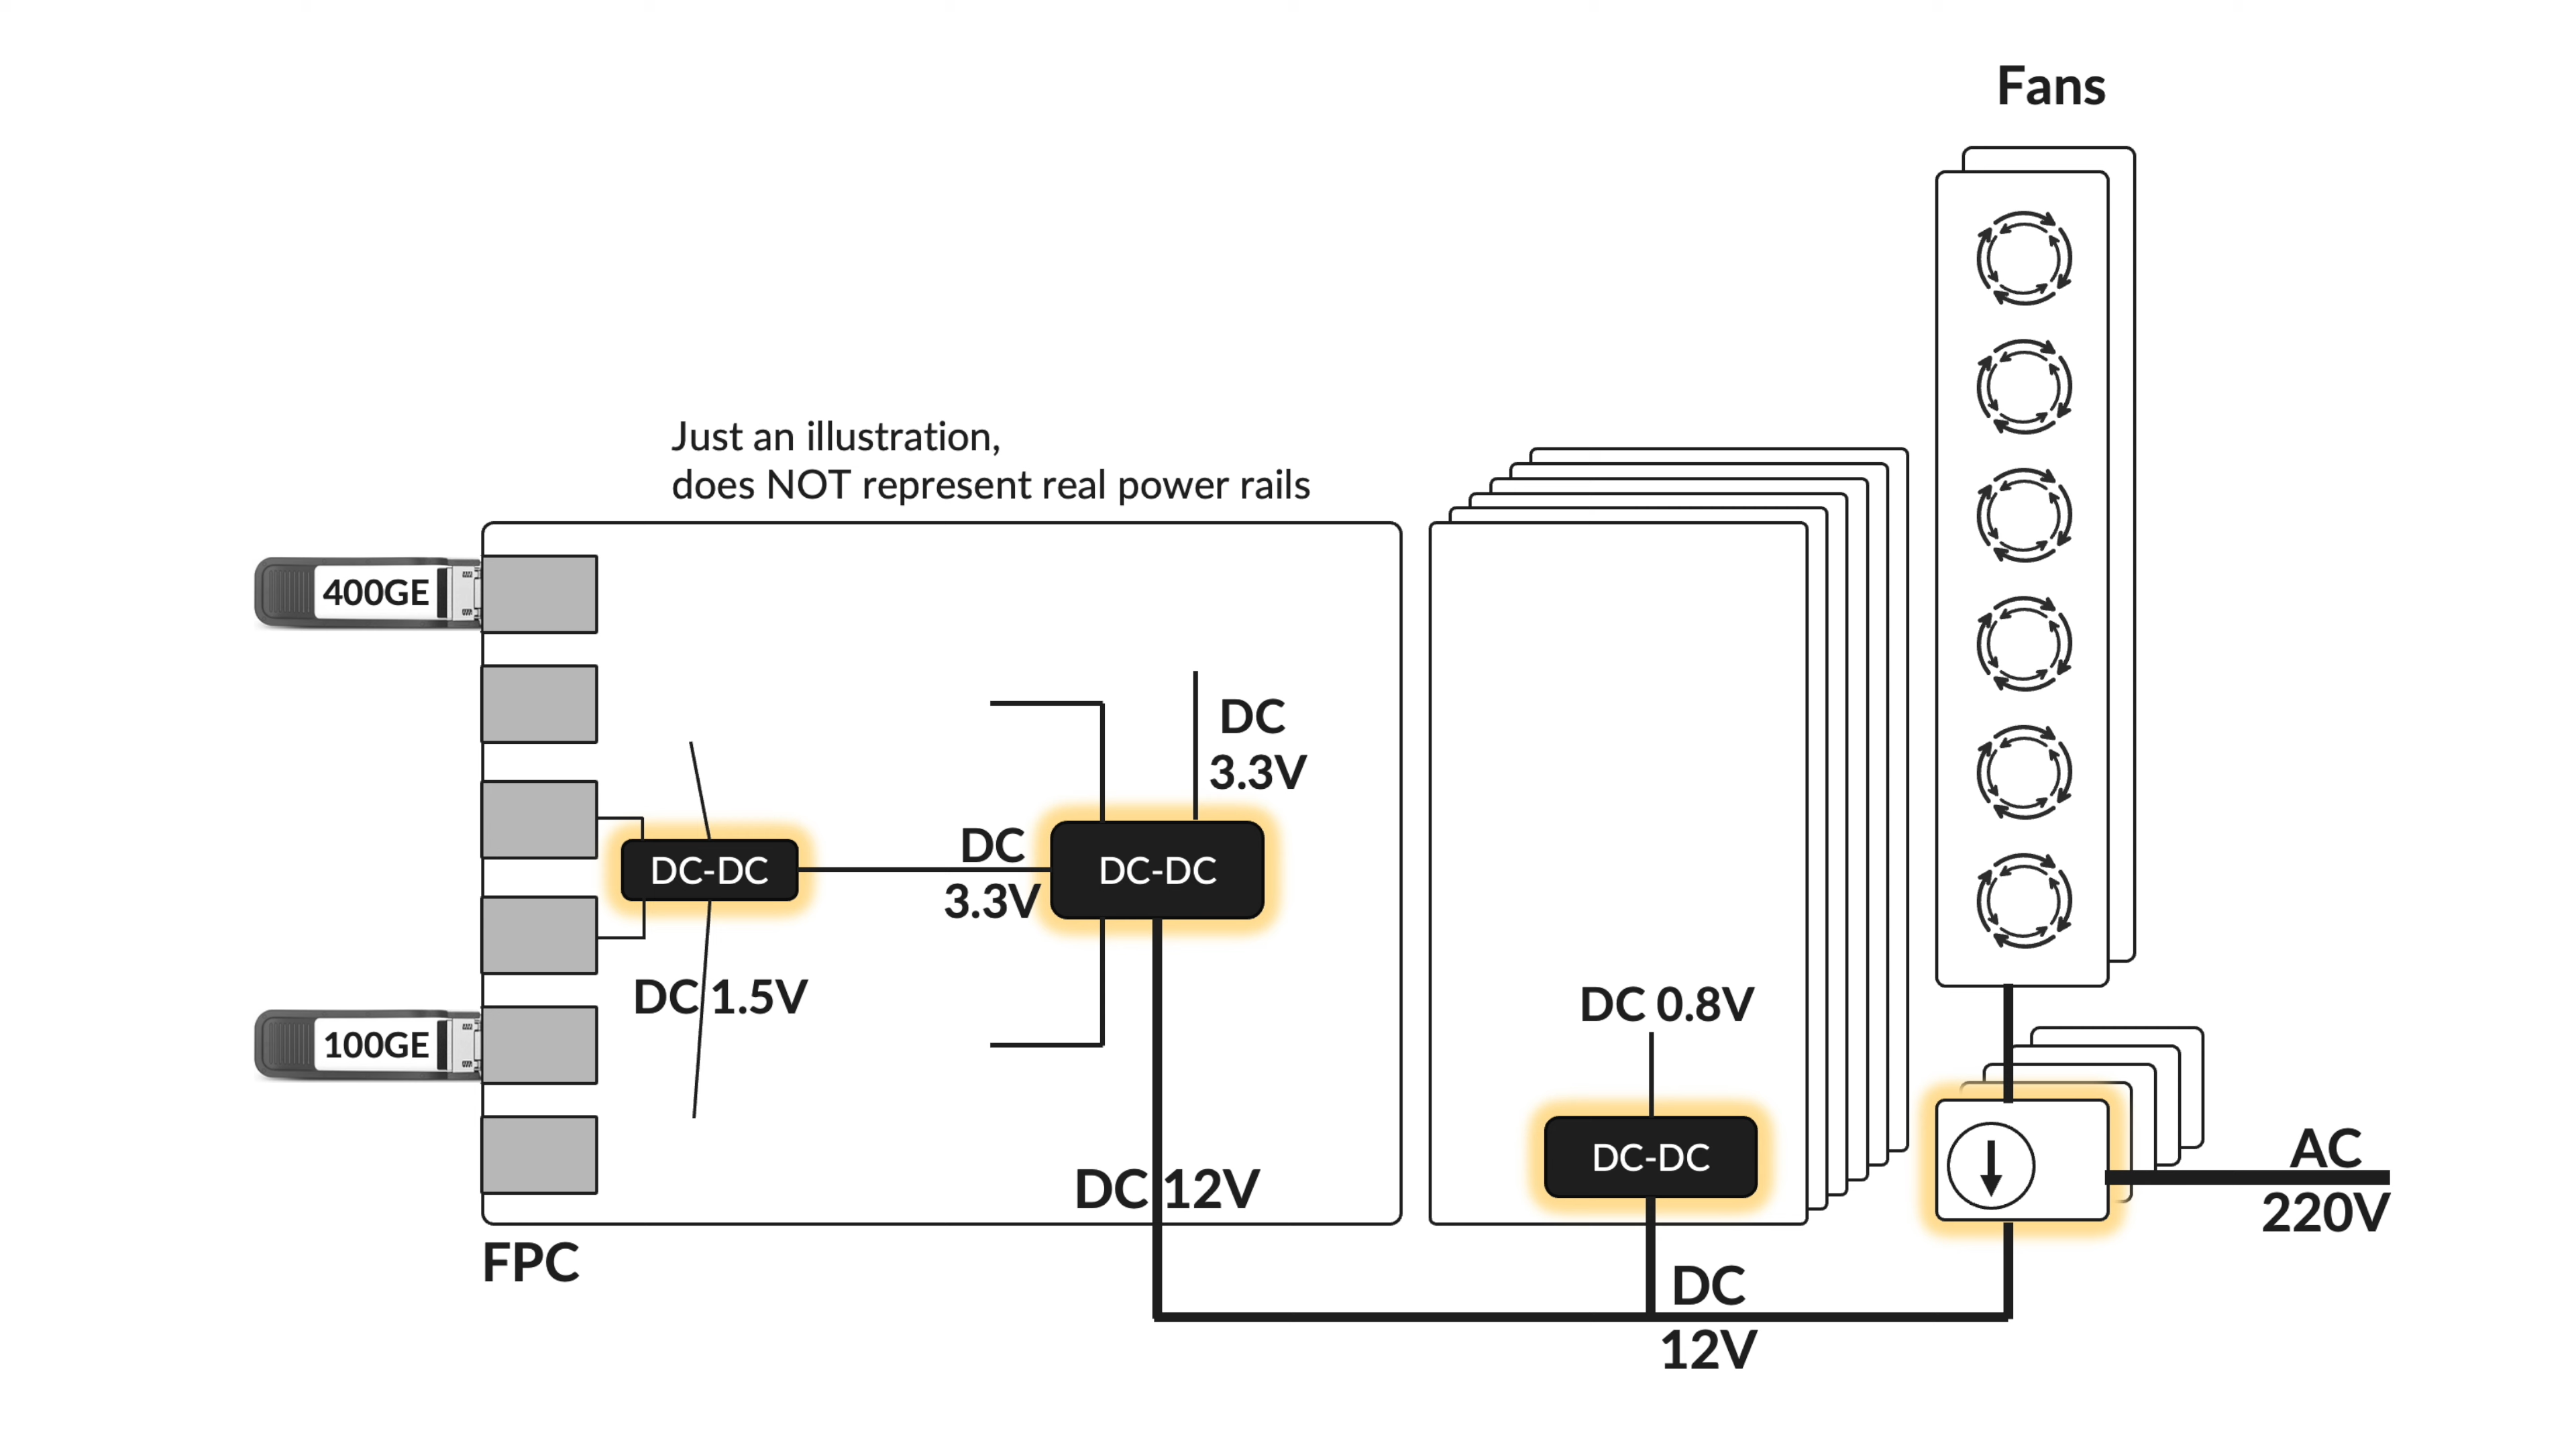 Fans
Just an illustration,
does NOT represent real power rails
400GE
DC
3.3V
DC
3.3V
DC-DC
DC-DC
DC 1.5V
DC 0.8V
100GE
DC-DC
AC
220V
DC 12V
FPC
DC
12V